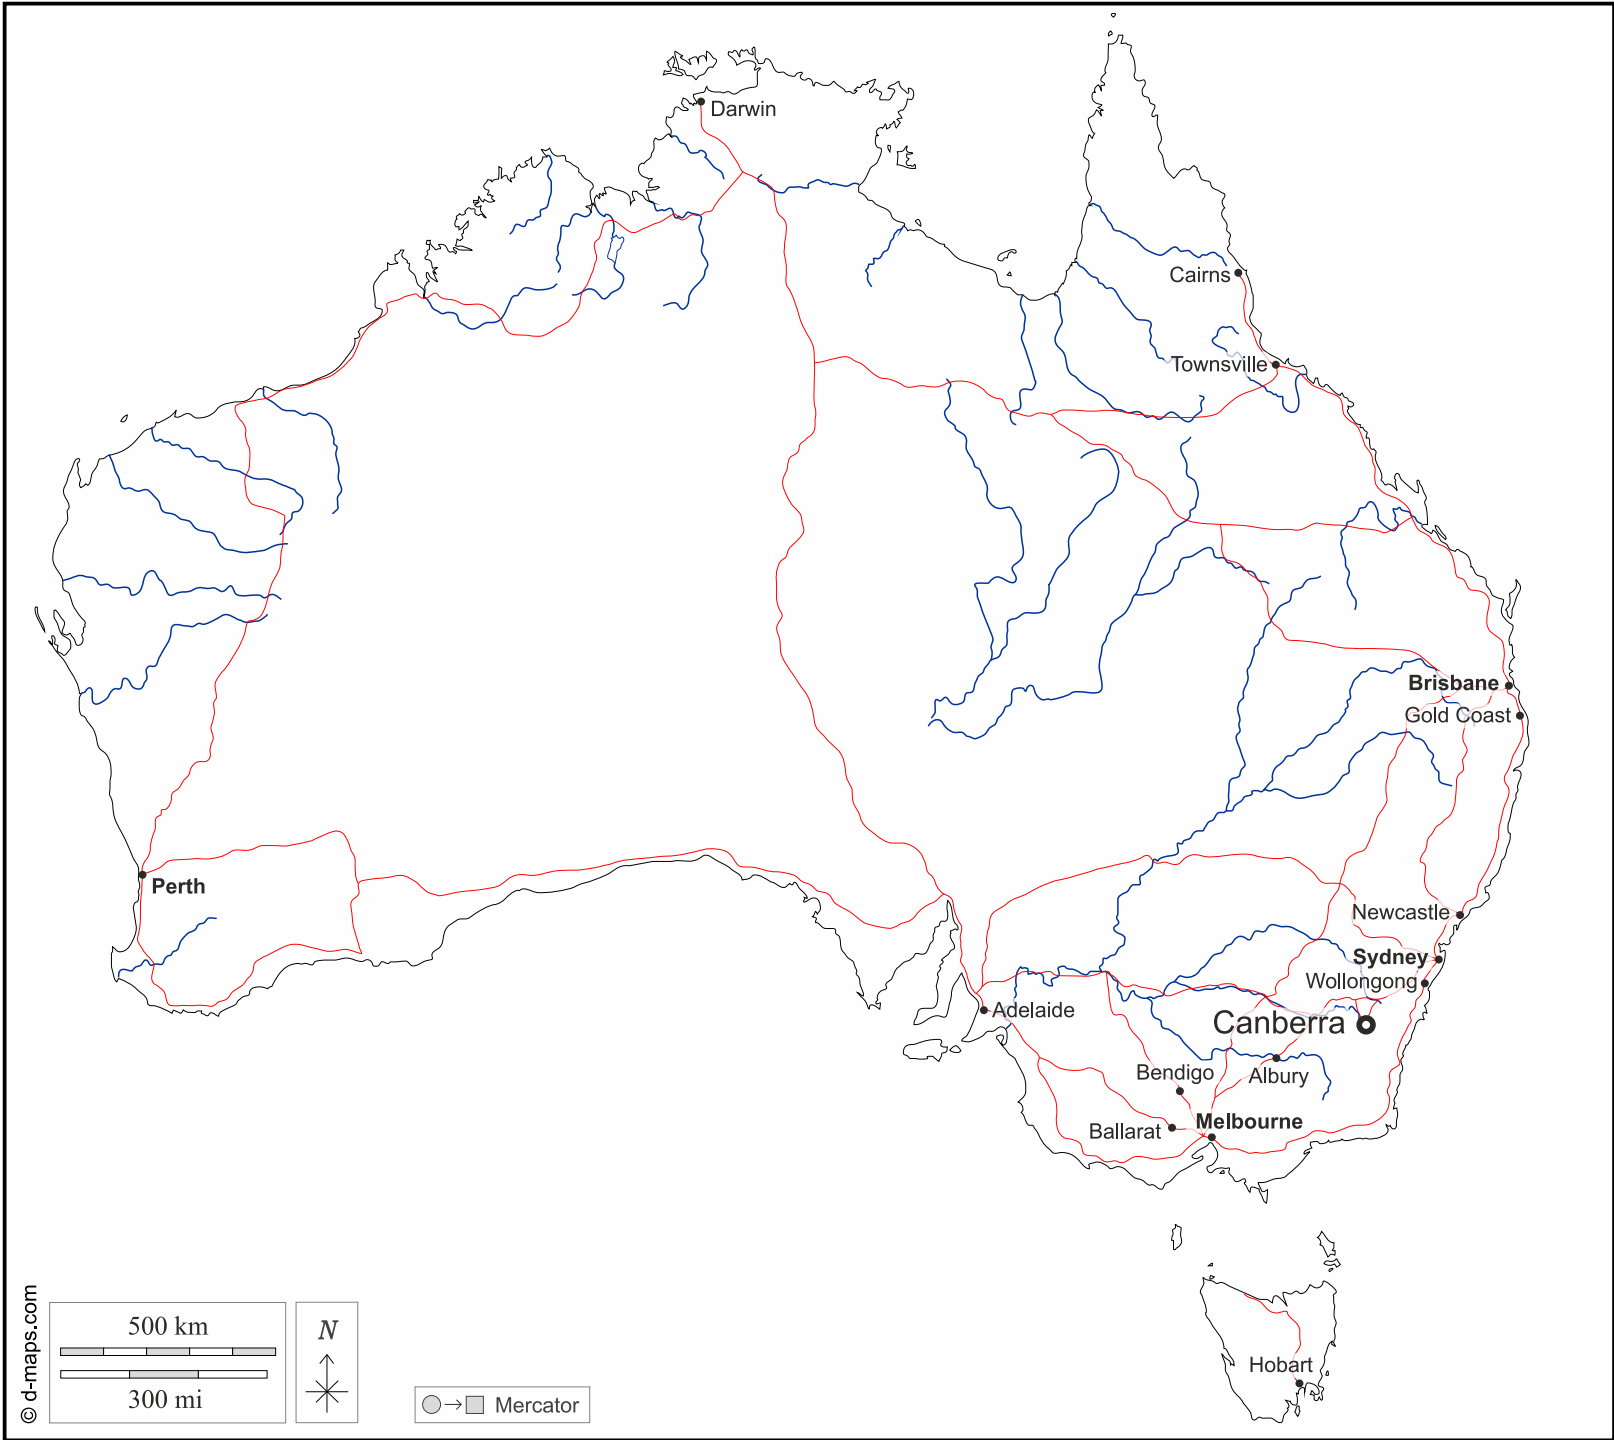 Darwin
Cairns
Townsville
Brisbane
Gold Coast
Perth
Newcastle
Sydney
Wollongong
Adelaide
Canberra
Bendigo
Albury
Melbourne
Ballarat
Hobart
© d-maps.com
500 km
300 mi
N
Mercator